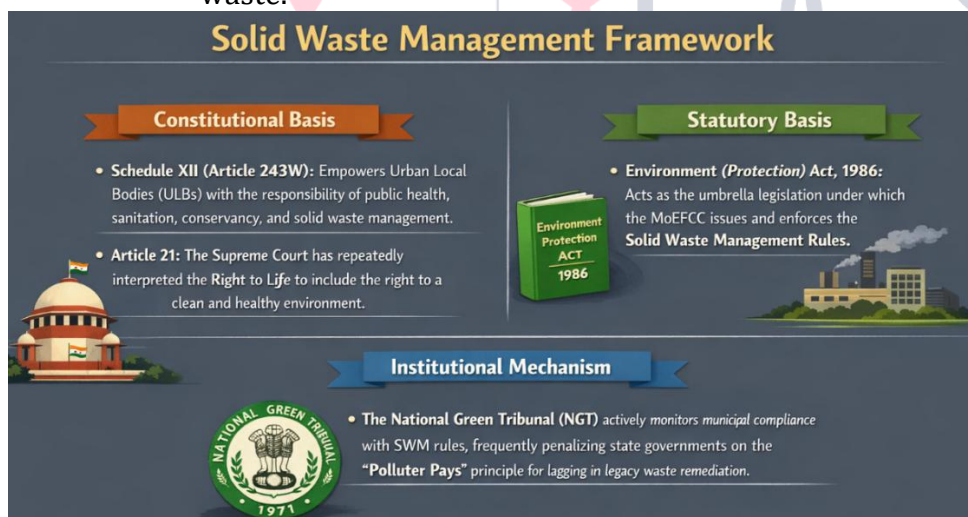 waste.
Solid Waste Management Framework
Constitutional Basis
• Schedule XII (Article 243W): Empowers Urban Local
Bodies (ULBs) with the responsibility of public health,
sanitation, conservancy, and solid waste management.
• Article 21: The Supreme Court has repeatedly
interpreted the Right to Life to include the right to a
clean and healthy environment.
Statutory Basis
• Environment (Protection) Act, 1986:
Acts as the umbrella legislation under which
the MoEFCC issues and enforces the
Solid Waste Management Rules.
Environment
Protection
ACT
1986
Institutional Mechanism
• The National Green Tribunal (NGT) actively monitors municipal compliance
with SWM rules, frequently penalizing state governments on the
"Polluter Pays" principle for lagging in legacy waste remediation.
NATIONAL GREEN
1971